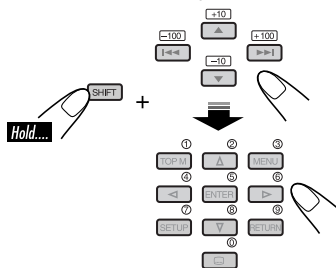 +10
-100 +100
-10
SHIFT +
Hold....
① ② ③
TOP M MENU
④ ⑤ ⑥
ENTER
⑦ ⑧ ⑨
SETUP RETURN
⓪